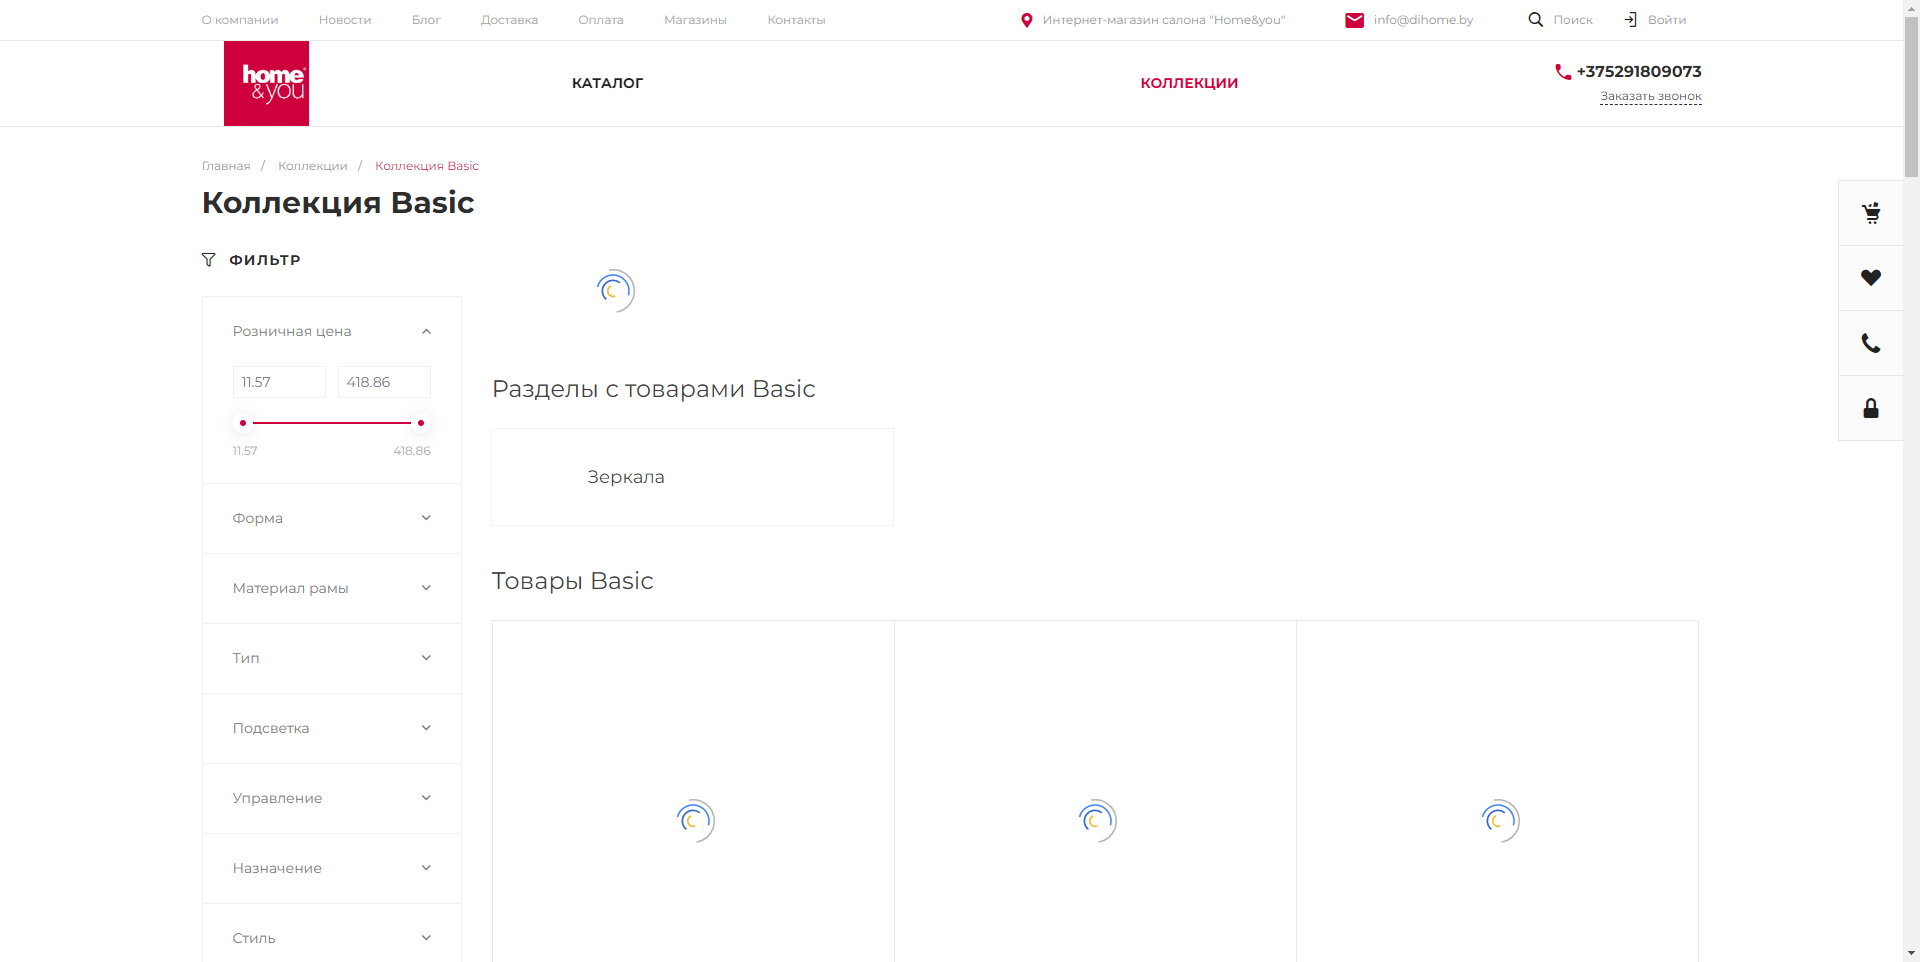 О компании Новости Блог Доставка Оплата Магазины Контакты Интернет-магазин салона "Home&you" info@dihome.by Поиск Войти
home &you
КАТАЛОГ КОЛЛЕКЦИИ +375291809073
Заказать звонок
Главная / Коллекции / Коллекция Basic
Коллекция Basic
ФИЛЬТР
Розничная цена
11.57 418.86
11.57 418.86
Форма
Материал рамы
Тип
Подсветка
Управление
Назначение
Стиль
Разделы с товарами Basic
Зеркала
Товары Basic